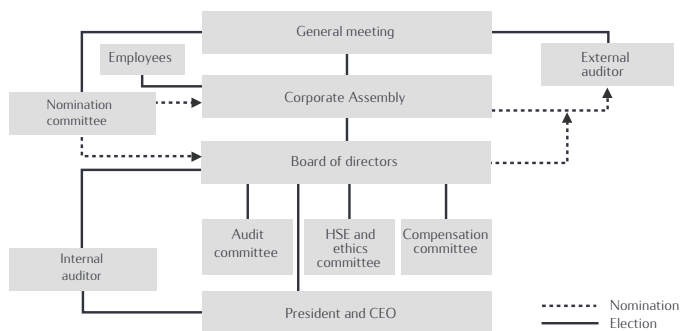 General meeting
Employees
External
auditor
Nomination
committee
Corporate Assembly
Board of directors
Audit
committee
HSE and
ethics
committee
Compensation
committee
Internal
auditor
President and CEO
Nomination
Election